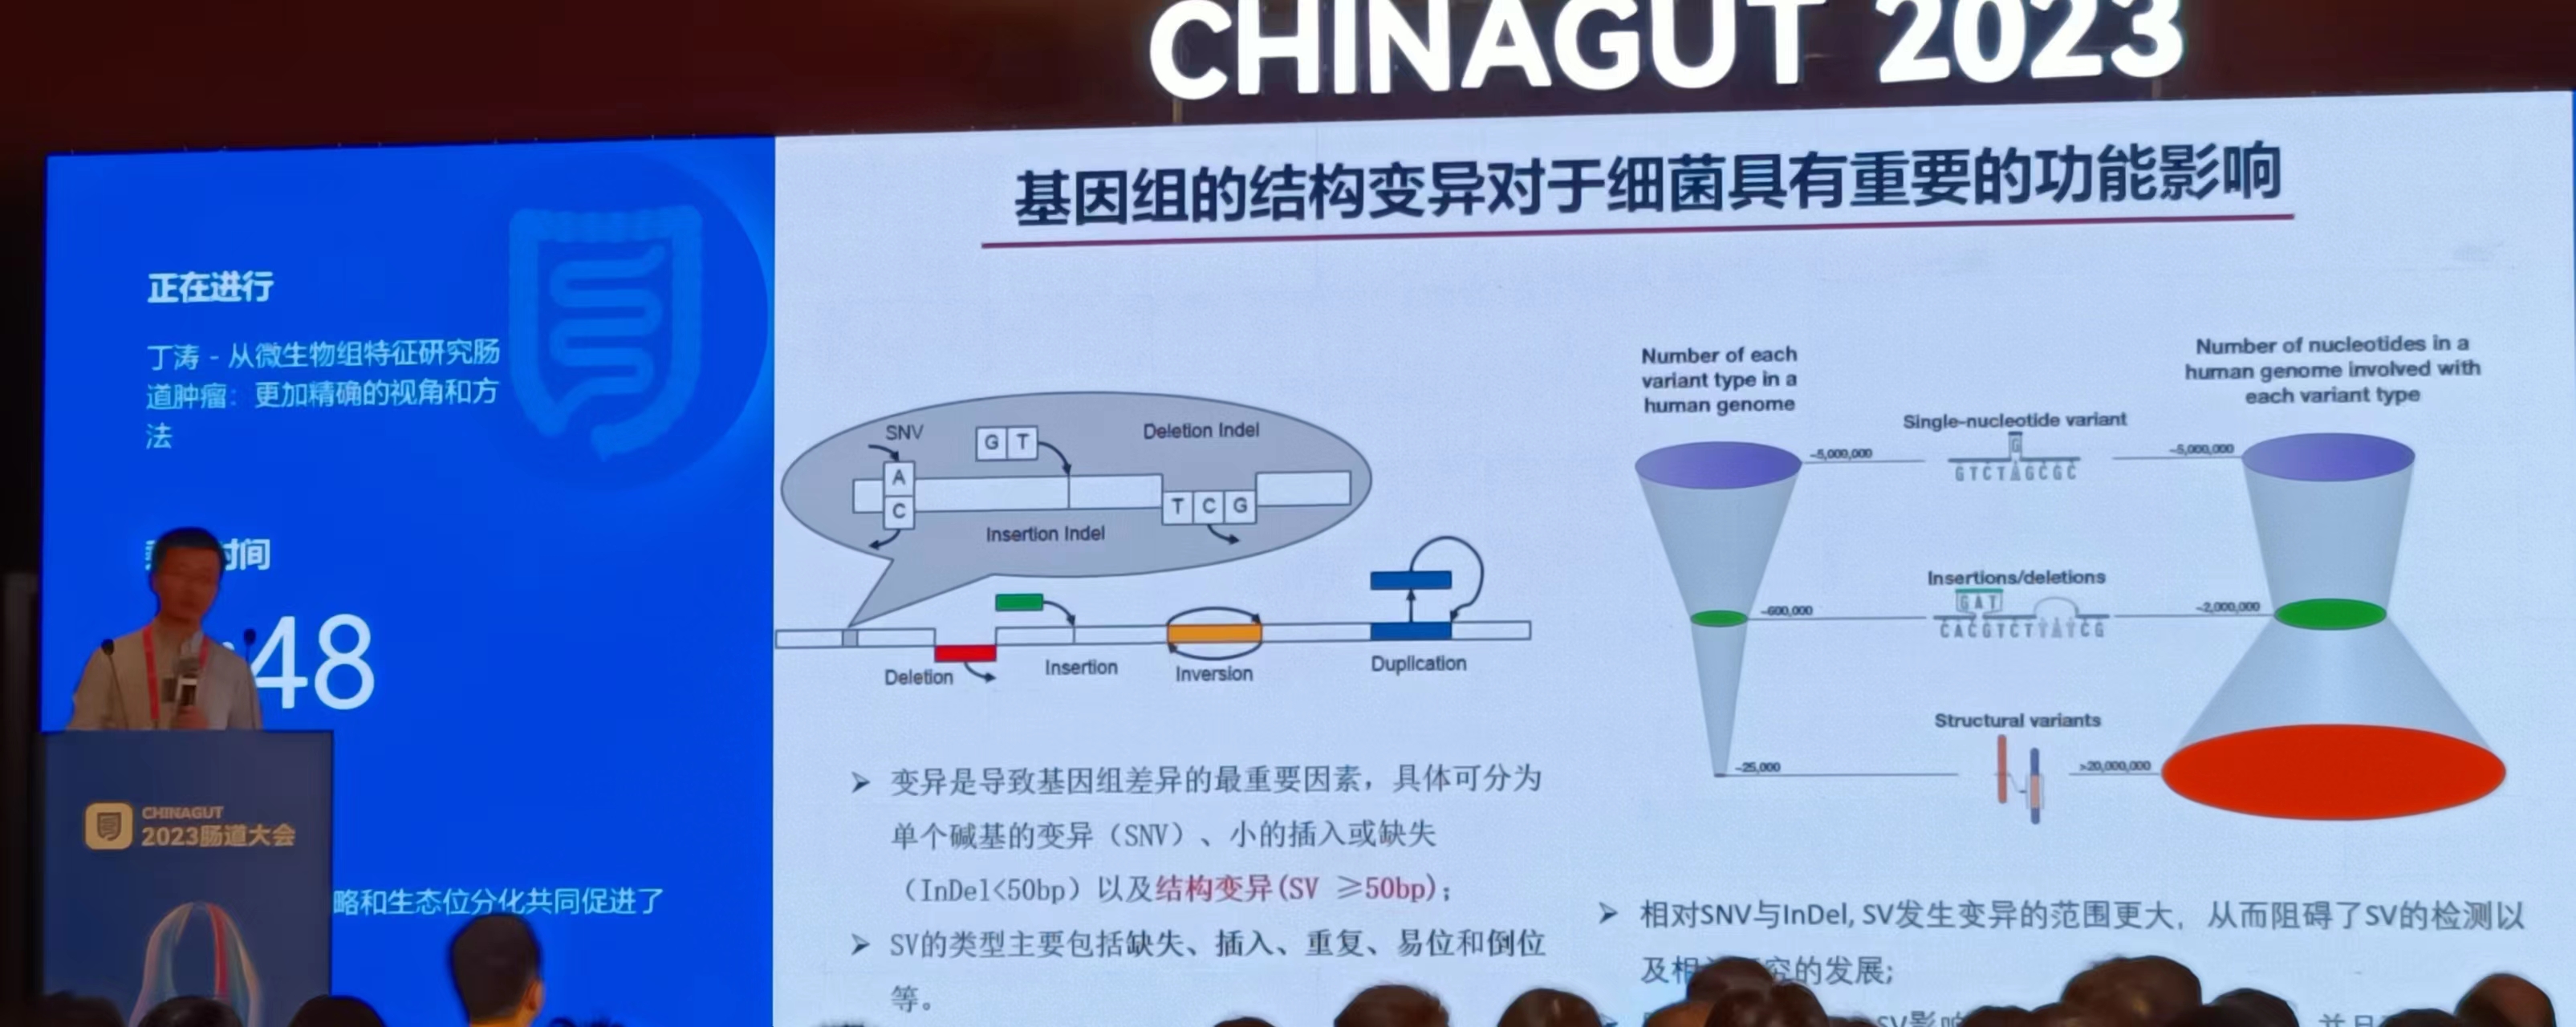 CHINAGUT 2023
正在进行
丁涛 - 从微生物组特征研究肠
道肿瘤：更加精确的视角和方
法
时间
48
CHINAGUT
2023肠道大会
略和生态位分化共同促进了
基因组的结构变异对于细菌具有重要的功能影响
SNV
G T
Deletion Indel
A
C
Insertion Indel
T C G
Deletion
Insertion
Inversion
Duplication
变异是导致基因组差异的最重要因素，具体可分为
单个碱基的变异（SNV）、小的插入或缺失
（InDel<50bp）以及结构变异(SV ≥50bp)；
SV的类型主要包括缺失、插入、重复、易位和倒位
等。
Number of each
variant type in a
human genome
Number of nucleotides in a
human genome involved with
each variant type
Single-nucleotide variant
~5,000,000
G
GTCTAGCGC
~5,000,000
Insertions/deletions
~600,000
GAT
CACGTCT
CG
~2,000,000
Structural variants
~25,000
>20,000,000
相对SNV与InDel, SV发生变异的范围更大，从而阻碍了SV的检测以
及相
究的发展;
SV影响
并且